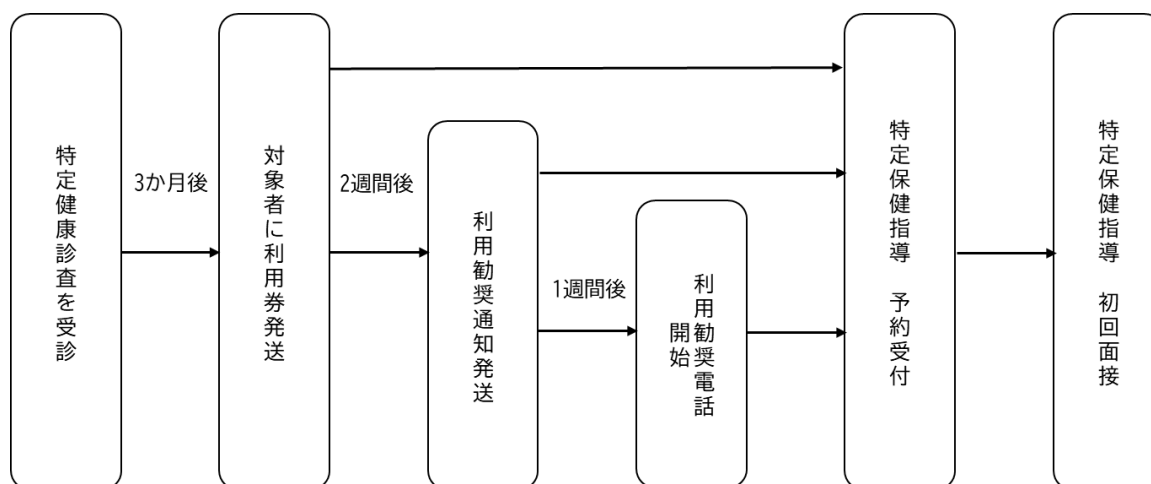 特定健康診査を受診
3か月後
対象者に利用券発送
2週間後
利用勧奨通知発送
1週間後
利用勧奨電話
開始
特定保健指導　予約受付
特定保健指導　初回面接